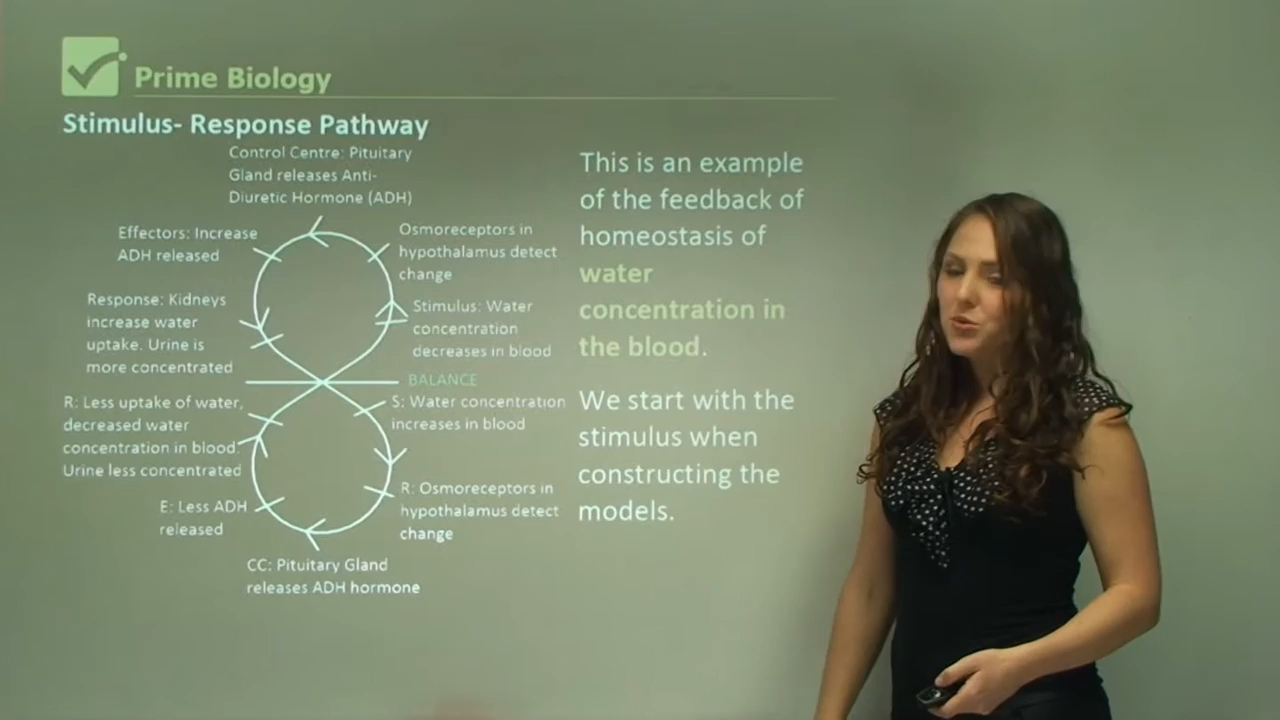 Prime Biology
Stimulus- Response Pathway
Control Centre: Pituitary
Gland releases Anti-
Diuretic Hormone (ADH)
Effectors: Increase
ADH released
Osmoreceptors in
hypothalamus detect
change
Response: Kidneys
increase water
uptake. Urine is
more concentrated
Stimulus: Water
concentration
decreases in blood
BALANCE
R: Less uptake of water,
decreased water
concentration in blood.
Urine less concentrated
S: Water concentration
increases in blood
E: Less ADH
released
R: Osmoreceptors in
hypothalamus detect
change
CC: Pituitary Gland
releases ADH hormone
This is an example
of the feedback of
homeostasis of
water
concentration in
the blood.
We start with the
stimulus when
constructing the
models.